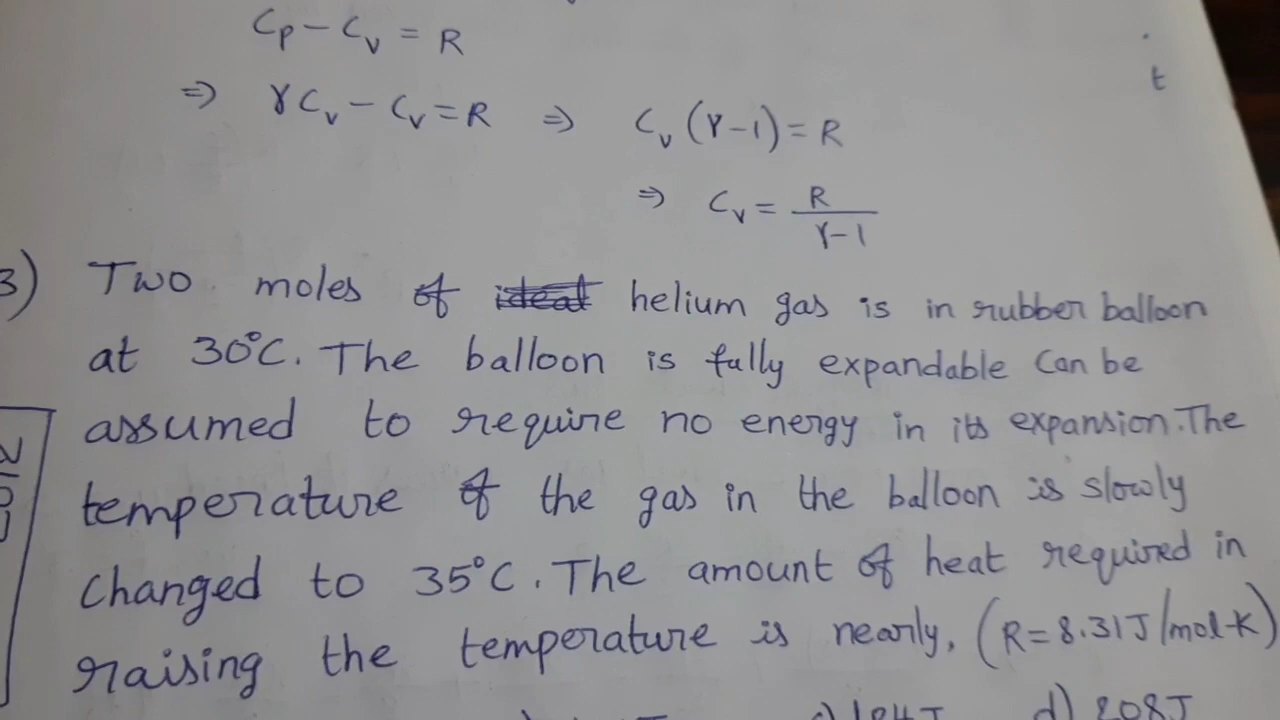 Cp - Cv = R
⇒ γCv - Cv = R ⇒ Cv (γ-1) = R
⇒ Cv = R/γ-1
3) Two moles of helium gas is in rubber balloon
at 30°C. The balloon is fully expandable Can be
assumed to require no energy in its expansion. The
temperature of the gas in the balloon is slowly
changed to 35°C. The amount of heat required in
raising the temperature is nearly. (R = 8.31 J/mol-K)
d) 208J